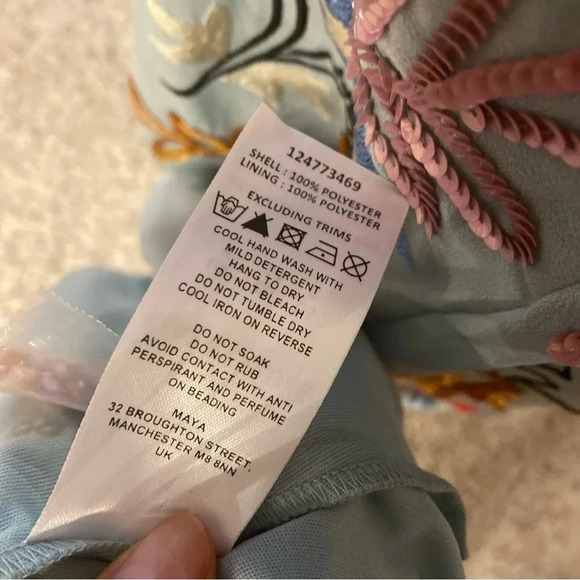 124773469
SHELL : 100% POLYESTER
LINING : 100% POLYESTER
EXCLUDING TRIMS
COOL HAND WASH WITH
MILD DETERGENT
HANG TO DRY
DO NOT BLEACH
DO NOT TUMBLE DRY
COOL IRON ON REVERSE
DO NOT SOAK
DO NOT RUB
AVOID CONTACT WITH ANTI
PERSPIRANT AND PERFUME
ON BEADING
MAYA
32 BROUGHTON STREET,
MANCHESTER M8 8NN
UK